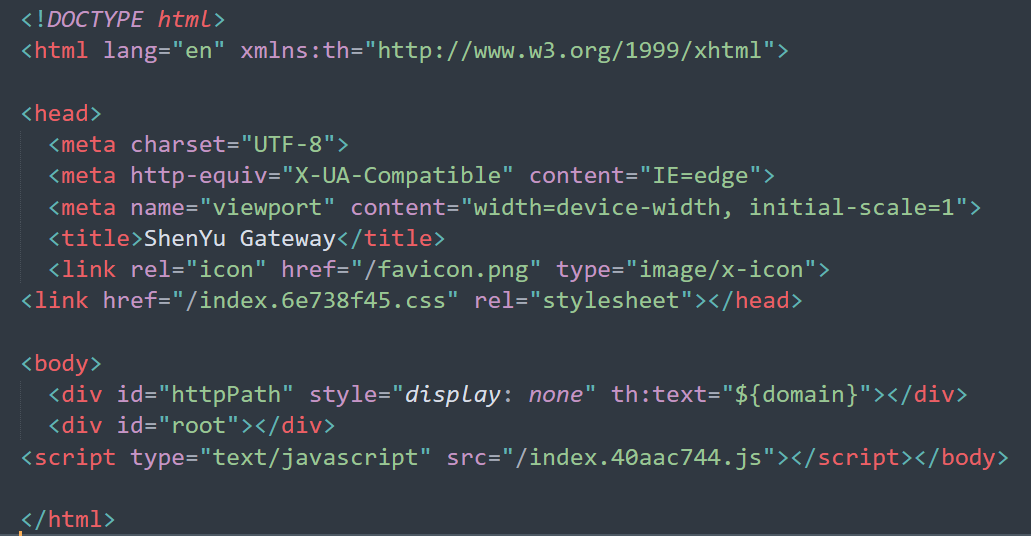 <!DOCTYPE html>
<html lang="en" xmlns:th="http://www.w3.org/1999/xhtml">
<head>
<meta charset="UTF-8">
<meta http-equiv="X-UA-Compatible" content="IE=edge">
<meta name="viewport" content="width=device-width, initial-scale=1">
<title>ShenYu Gateway</title>
<link rel="icon" href="/favicon.png" type="image/x-icon">
<link href="/index.6e738f45.css" rel="stylesheet"></head>
<body>
<div id="httpPath" style="display: none" th:text="${domain}"></div>
<div id="root"></div>
<script type="text/javascript" src="/index.40aac744.js"></script></body>
</html>